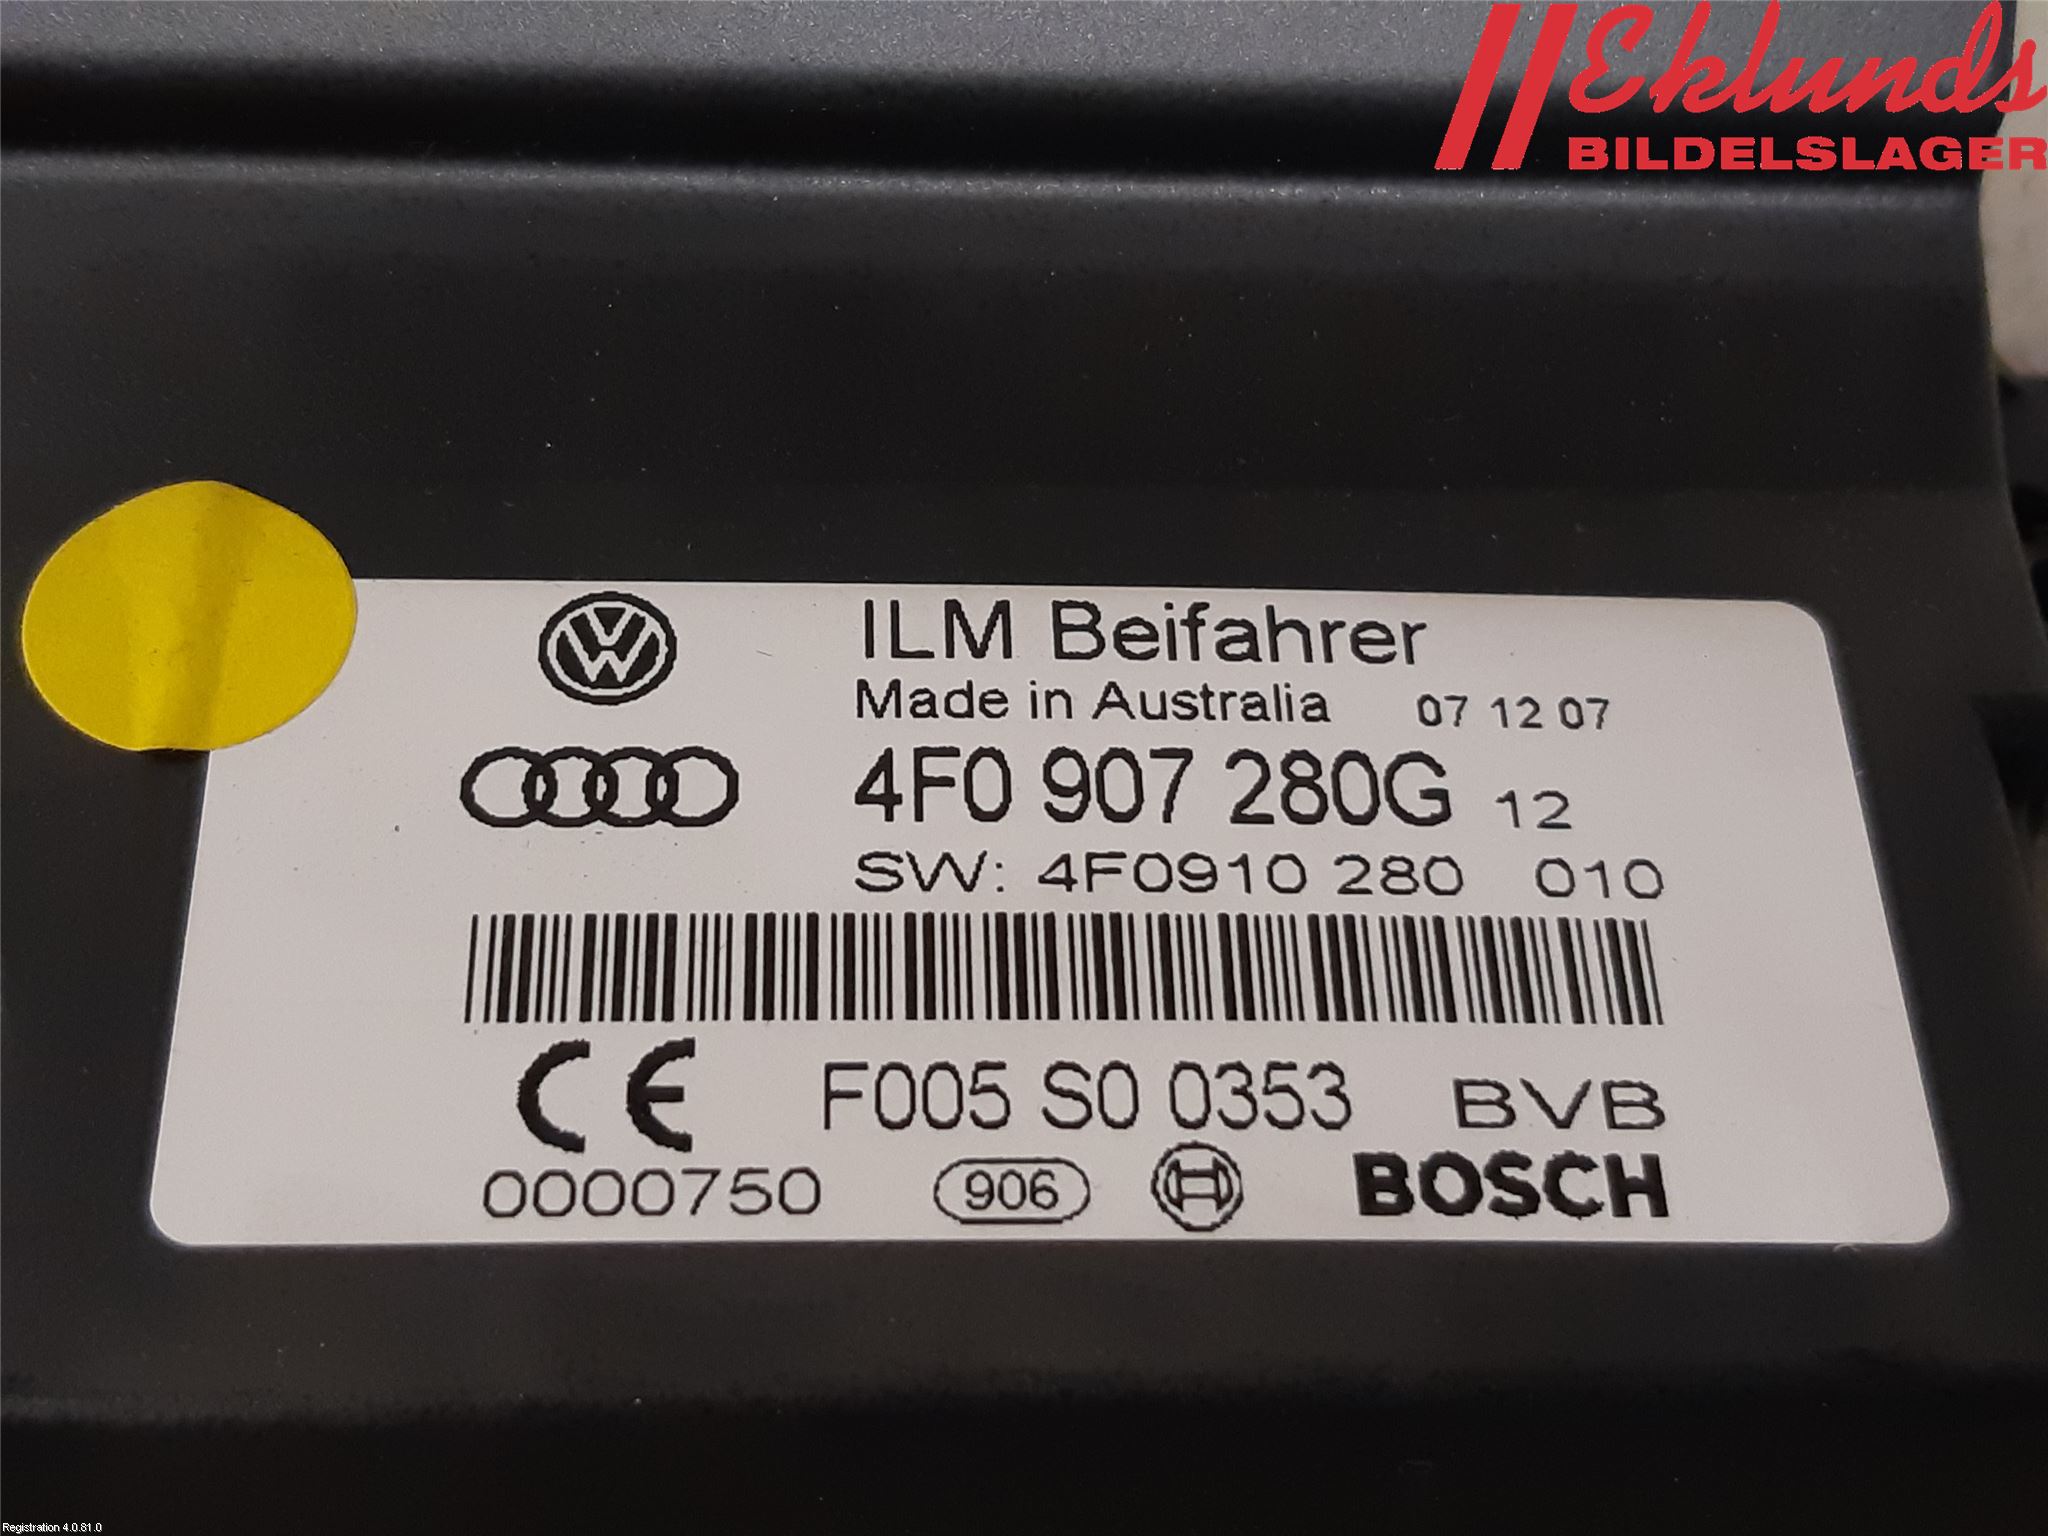 Eklunds
BILDELSLAGER
ILM Beifahrer
Made in Australia 07 12 07
4F0 907 280G 12
SW: 4F0910 280 010
CE F005 S0 0353 BVB
0000750 906 BOSCH
Registration 4.0.81.0